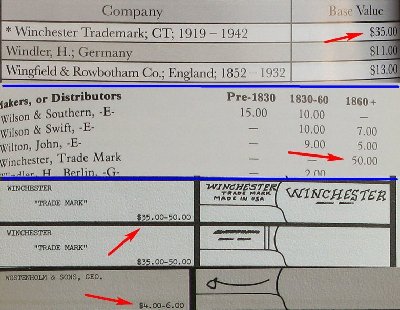 Company Base Value
* Winchester Trademark; CT; 1919 – 1942 $35.00
Windler, H.; Germany $11.00
Wingfield & Rowbotham Co.; England; 1852 – 1932 $13.00
Makers, or Distributors Pre-1830 1830-60 1860+
Wilson & Southern, -E- 15.00 10.00 —
Wilson & Swift, -E- — 10.00 7.00
Wilton, John, -E- — 9.00 5.00
Winchester, Trade Mark — — 50.00
Windler, H., Berlin, -G- 2.00
WINCHESTER
"TRADE MARK"
$35.00-50.00
WINCHESTER
TRADE MARK
MADE IN USA
WINCHESTER
WINCHESTER
"TRADE MARK"
$35.00-50.00
WOSTENHOLM & SONS, GEO.
$4.00-6.00